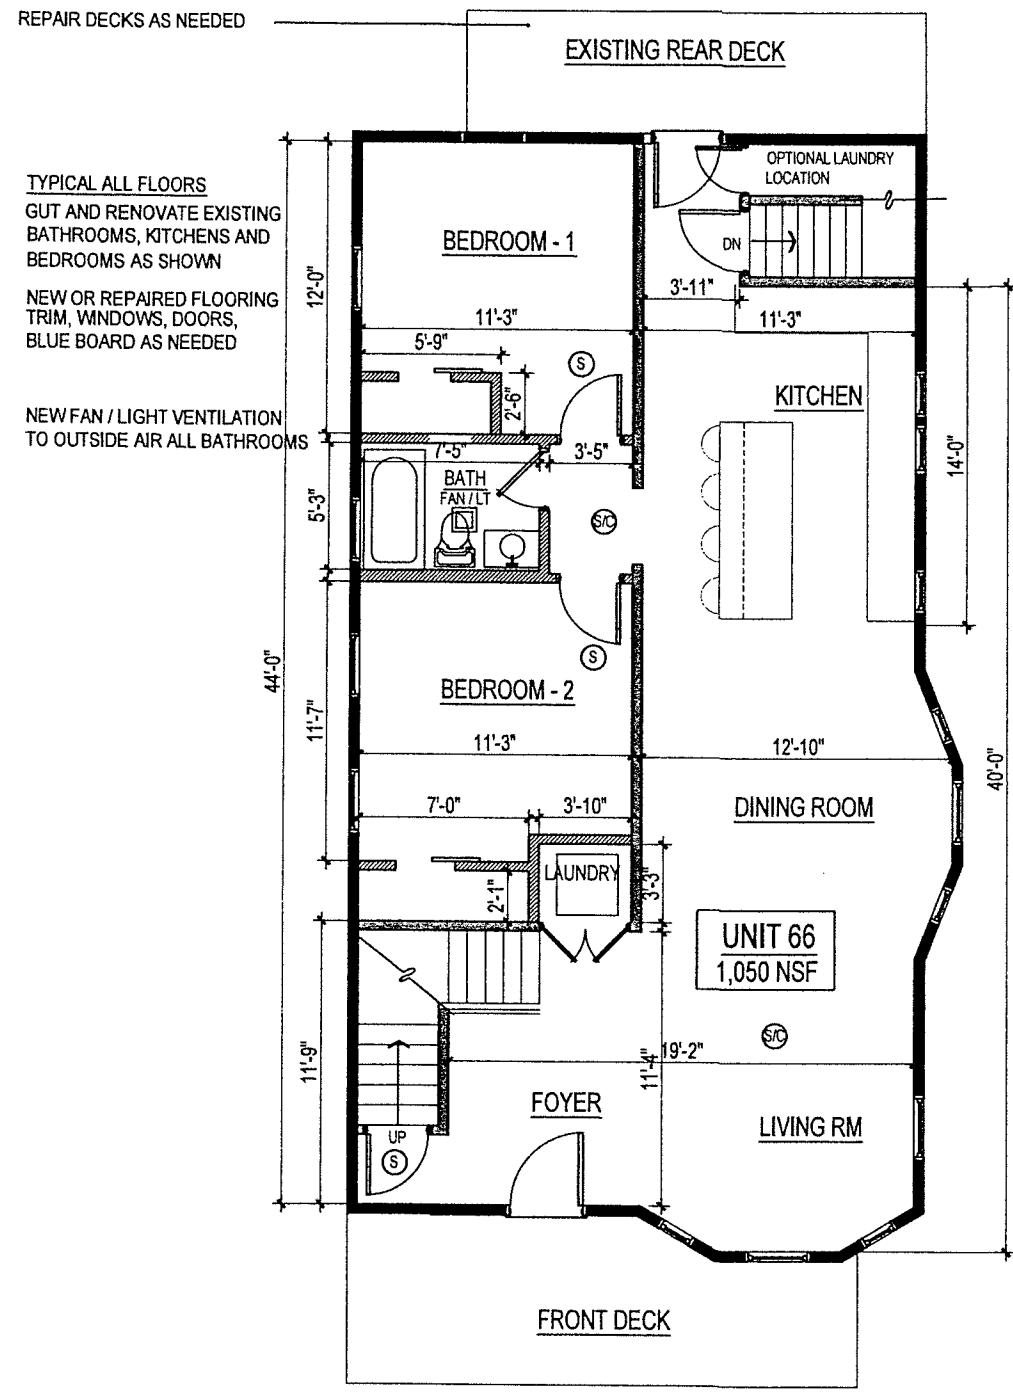 REPAIR DECKS AS NEEDED
EXISTING REAR DECK
TYPICAL ALL FLOORS
GUT AND RENOVATE EXISTING
BATHROOMS, KITCHENS AND
BEDROOMS AS SHOWN
NEW OR REPAIRED FLOORING
TRIM, WINDOWS, DOORS,
BLUE BOARD AS NEEDED
NEW FAN / LIGHT VENTILATION
TO OUTSIDE AIR ALL BATHROOMS
OPTIONAL LAUNDRY
LOCATION
BEDROOM - 1
DN
12'-0"
3'-11"
11'-3"
11'-3"
5'-9"
S
2'-6"
KITCHEN
14'-0"
7'-5"
3'-5"
BATH
FAN / LT
5'-3"
S/C
44'-0"
S
BEDROOM - 2
11'-7"
11'-3"
12'-10"
40'-0"
7'-0"
3'-10"
DINING ROOM
LAUNDRY
3'-3"
2'-1"
UNIT 66
1,050 NSF
S/C
19'-2"
11'-9"
11'-4"
FOYER
LIVING RM
UP
S
FRONT DECK